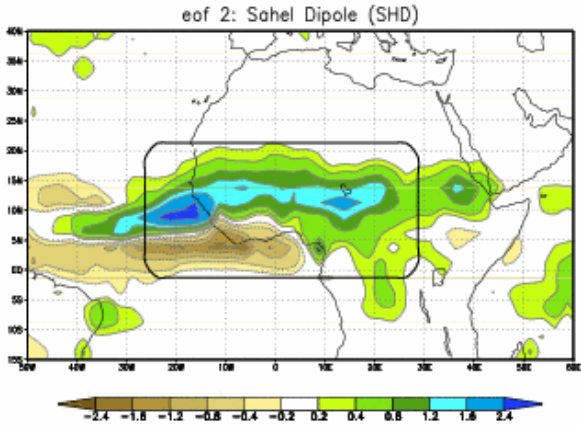 eof 2: Sahel Dipole (SHD)
40N
35N
30N
25N
20N
15N
10N
5N
EQ
5S
10S
15S
50W 40W 30W 20W 10W 0 10E 20E 30E 40E 50E 60E
-2.4 -1.6 -1.2 -0.8 -0.4 -0.2 0.2 0.4 0.8 1.2 1.6 2.4